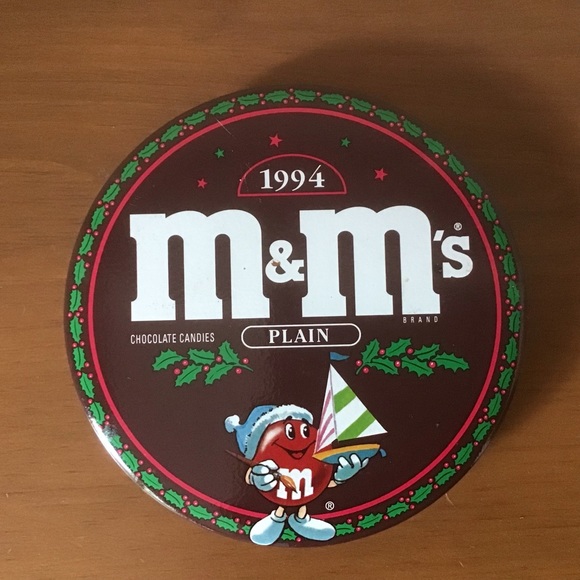 1994
m&m's®
BRAND
CHOCOLATE CANDIES
PLAIN
m
®